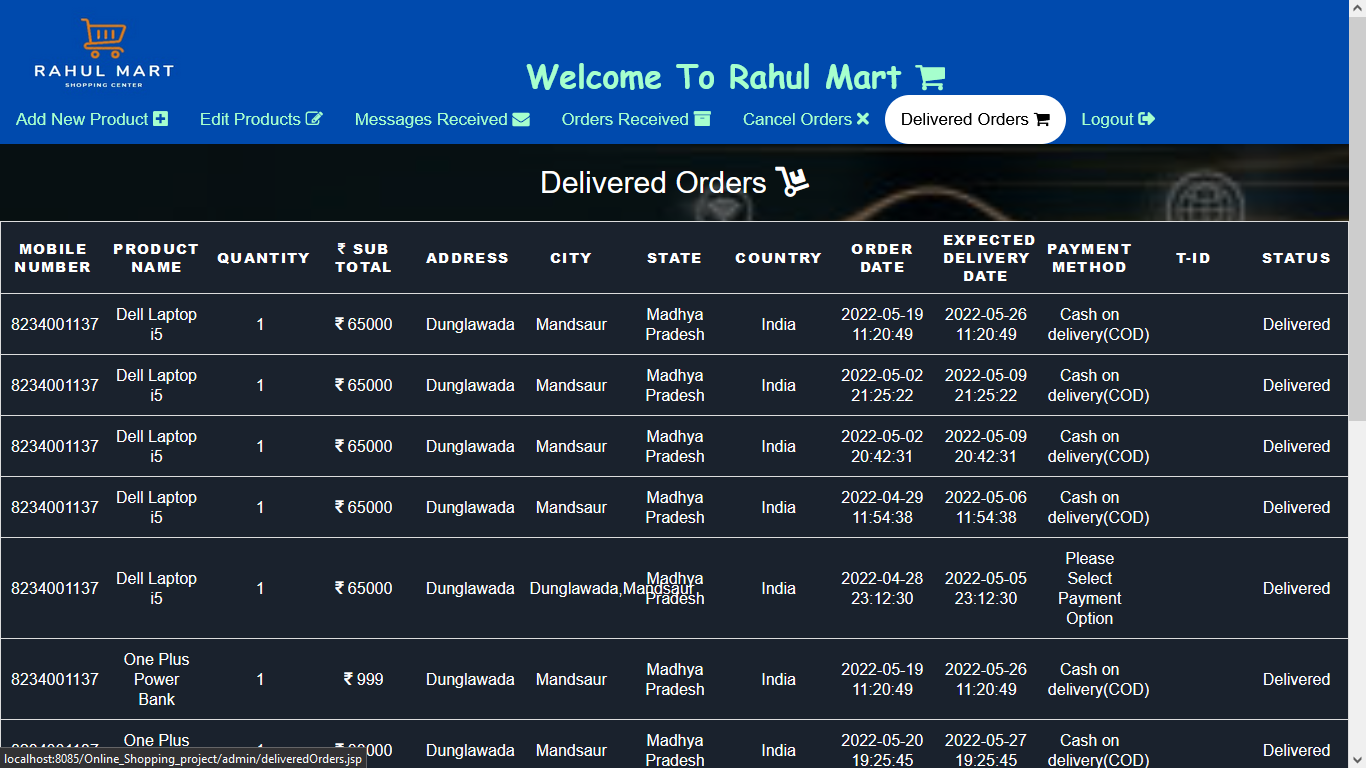 RAHUL MART
SHOPPING CENTER
Welcome To Rahul Mart
Add New Product Edit Products Messages Received Orders Received Cancel Orders Delivered Orders Logout
Delivered Orders
MOBILE NUMBER PRODUCT NAME QUANTITY ₹ SUB TOTAL ADDRESS CITY STATE COUNTRY ORDER DATE EXPECTED DELIVERY DATE PAYMENT METHOD T-ID STATUS
8234001137 Dell Laptop i5 1 ₹ 65000 Dunglawada Mandsaur Madhya Pradesh India 2022-05-19 11:20:49 2022-05-26 11:20:49 Cash on delivery(COD) Delivered
8234001137 Dell Laptop i5 1 ₹ 65000 Dunglawada Mandsaur Madhya Pradesh India 2022-05-02 21:25:22 2022-05-09 21:25:22 Cash on delivery(COD) Delivered
8234001137 Dell Laptop i5 1 ₹ 65000 Dunglawada Mandsaur Madhya Pradesh India 2022-05-02 20:42:31 2022-05-09 20:42:31 Cash on delivery(COD) Delivered
8234001137 Dell Laptop i5 1 ₹ 65000 Dunglawada Mandsaur Madhya Pradesh India 2022-04-29 11:54:38 2022-05-06 11:54:38 Cash on delivery(COD) Delivered
8234001137 Dell Laptop i5 1 ₹ 65000 Dunglawada Dunglawada,Mandsaur Madhya Pradesh India 2022-04-28 23:12:30 2022-05-05 23:12:30 Please Select Payment Option Delivered
8234001137 One Plus Power Bank 1 ₹ 999 Dunglawada Mandsaur Madhya Pradesh India 2022-05-19 11:20:49 2022-05-26 11:20:49 Cash on delivery(COD) Delivered
One Plus Dunglawada Mandsaur Madhya Pradesh India 2022-05-20 19:25:45 2022-05-27 19:25:45 Cash on delivery(COD) Delivered
localhost:8085/Online_Shopping_project/admin/deliveredOrders.jsp